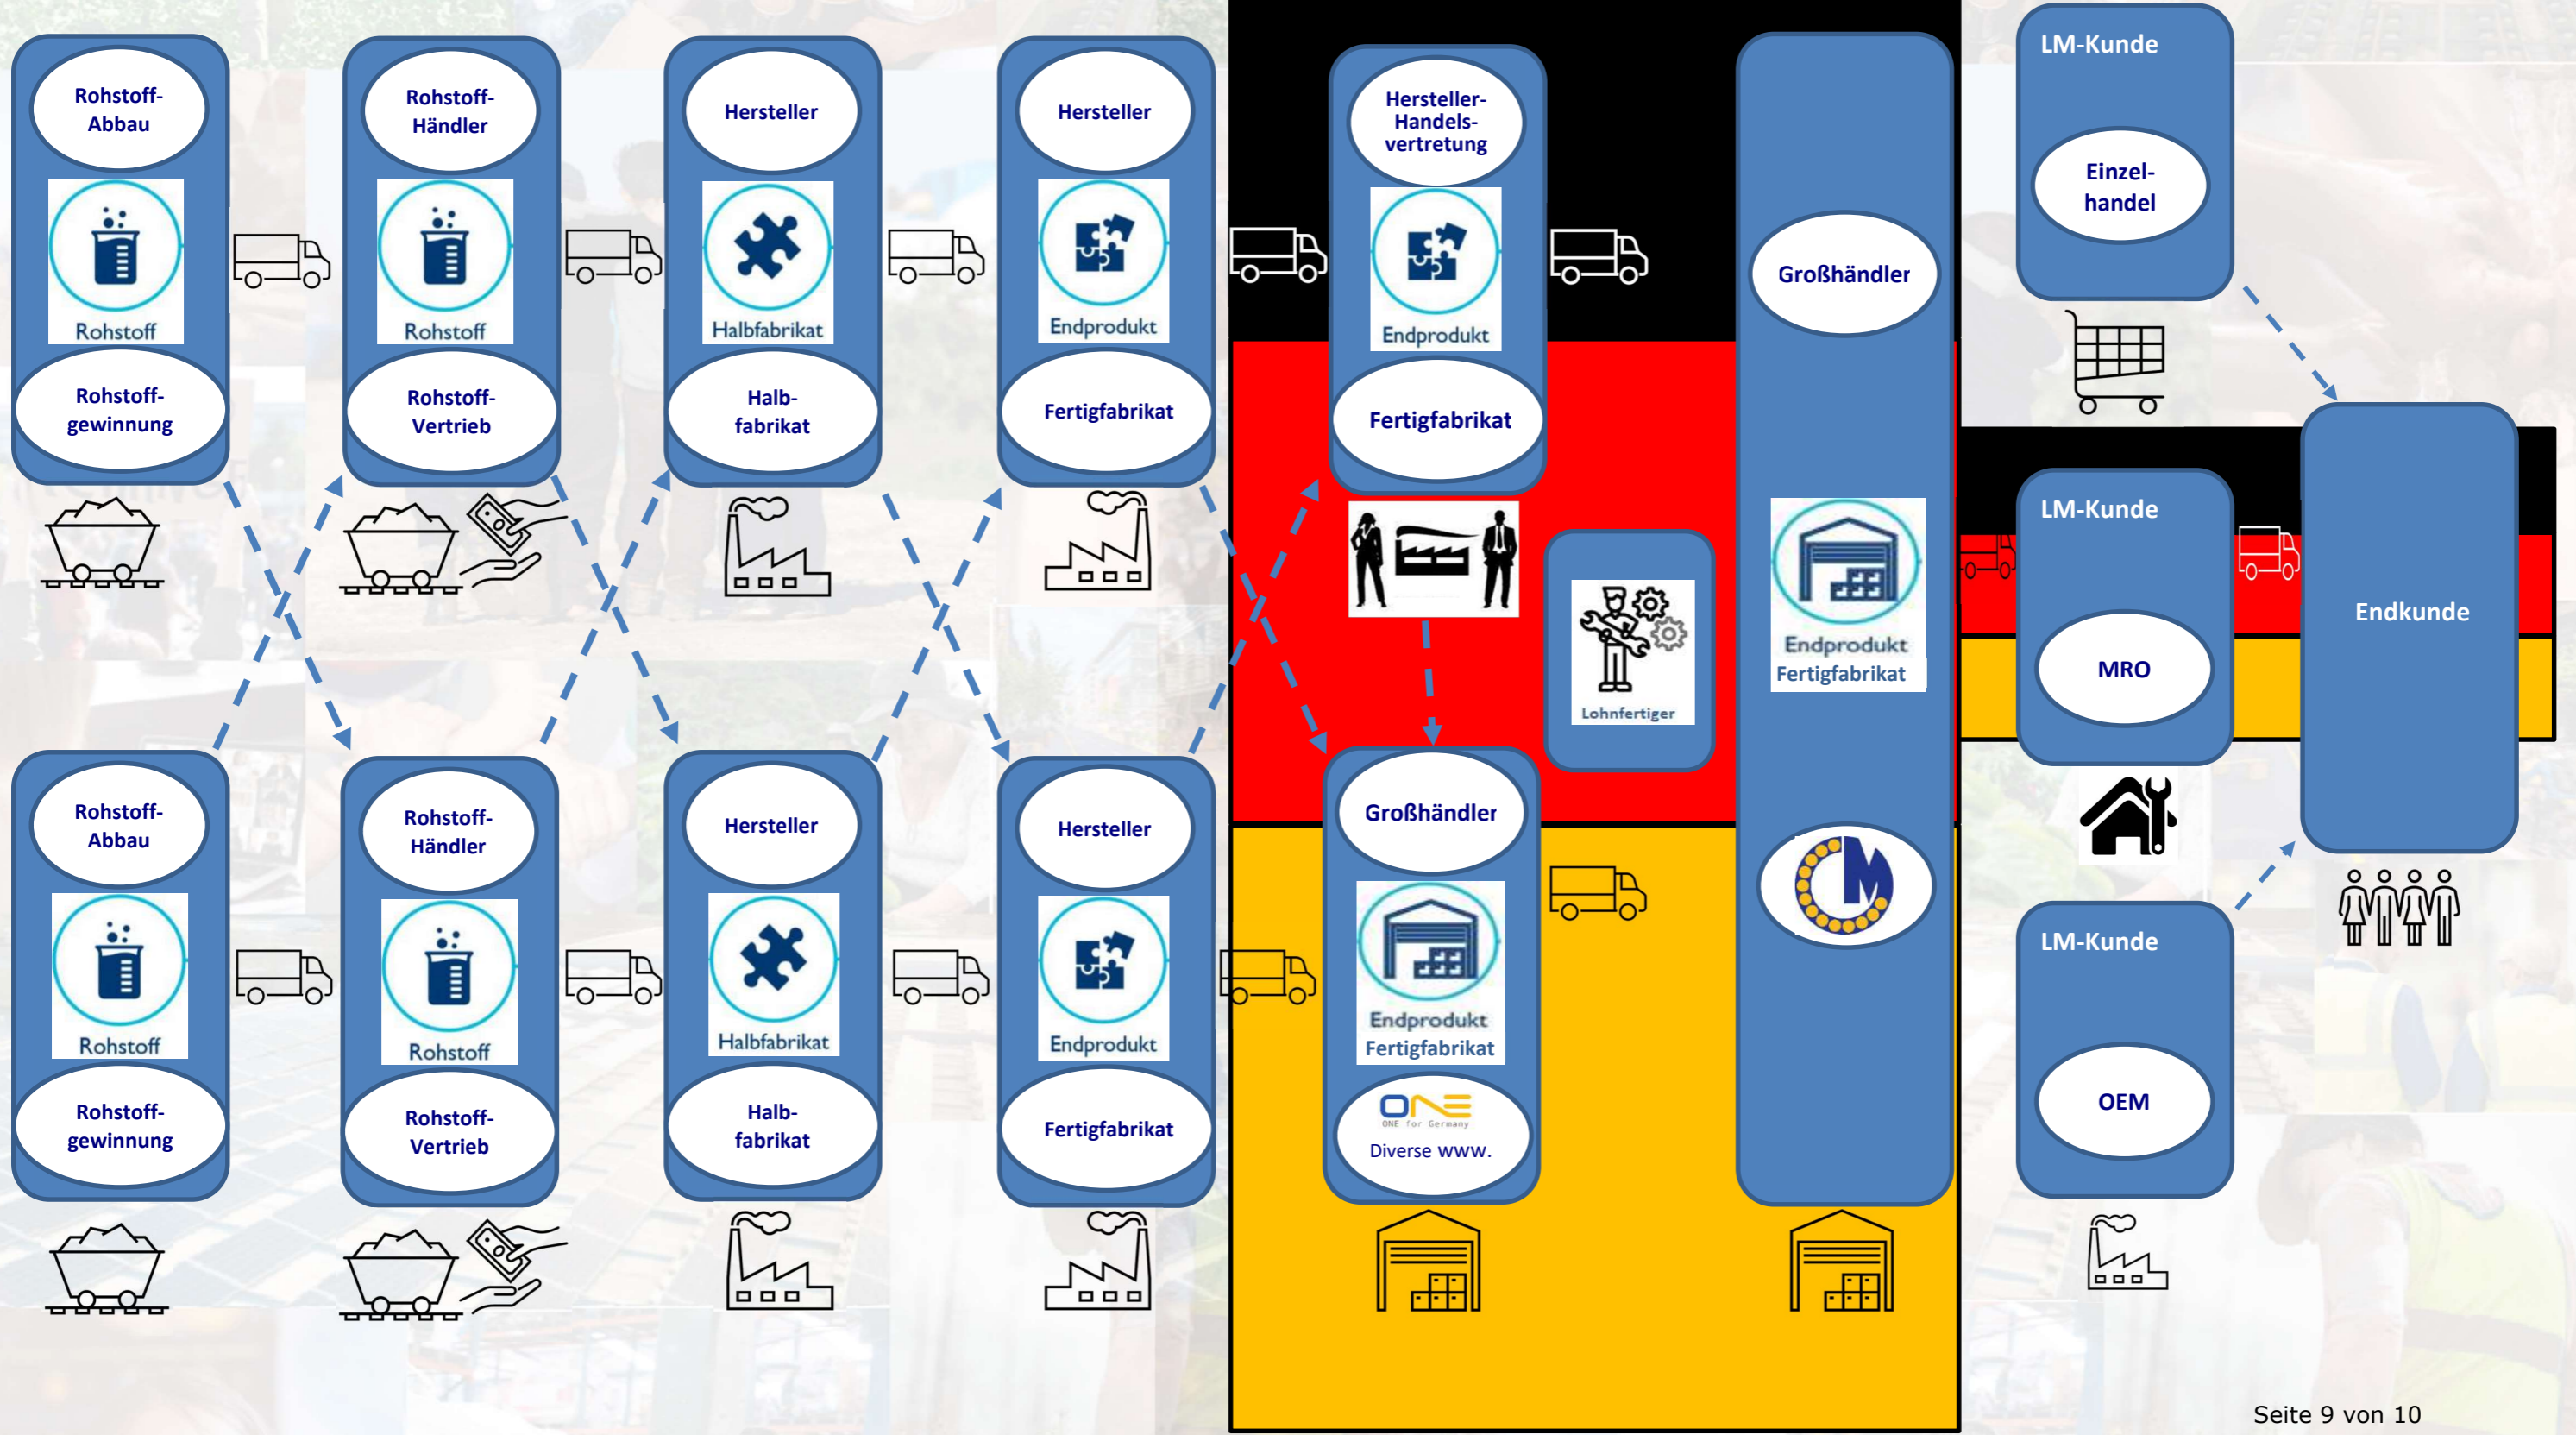 Rohstoff-
Abbau
Rohstoff
Rohstoff-
gewinnung
Rohstoff-
Händler
Rohstoff
Rohstoff-
Vertrieb
Hersteller
Halbfabrikat
Halb-
fabrikat
Hersteller
Endprodukt
Fertigfabrikat
Hersteller-
Handels-
vertretung
Endprodukt
Fertigfabrikat
Lohnfertiger
Großhändler
Endprodukt
Fertigfabrikat
CM
LM-Kunde
Einzel-
handel
LM-Kunde
MRO
Endkunde
Rohstoff-
Abbau
Rohstoff
Rohstoff-
gewinnung
Rohstoff-
Händler
Rohstoff
Rohstoff-
Vertrieb
Hersteller
Halbfabrikat
Halb-
fabrikat
Hersteller
Endprodukt
Fertigfabrikat
Großhändler
Endprodukt
Fertigfabrikat
ONE
ONE for Germany
Diverse www.
LM-Kunde
OEM
Seite 9 von 10